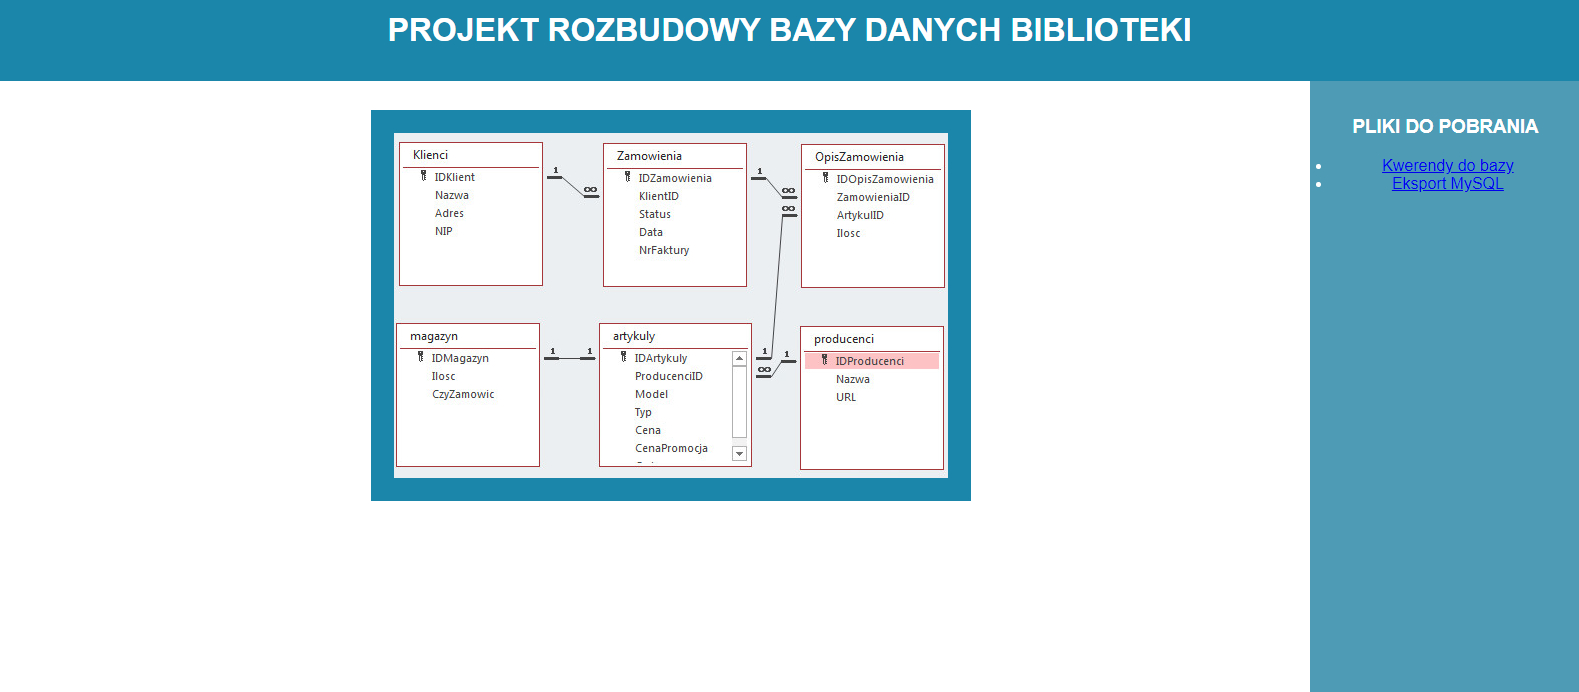 PROJEKT ROZBUDOWY BAZY DANYCH BIBLIOTEKI
Klienci
IDKlient
Nazwa
Adres
NIP
1
∞
Zamowienia
IDZamowienia
KlientID
Status
Data
NrFaktury
1
∞
∞
OpisZamowienia
IDOpisZamowienia
ZamowieniaID
ArtykulID
Ilosc
magazyn
IDMagazyn
Ilosc
CzyZamowic
1
1
artykuly
IDArtykuly
ProducenciID
Model
Typ
Cena
CenaPromocja
1
∞
1
producenci
IDProducenci
Nazwa
URL
PLIKI DO POBRANIA
Kwerendy do bazy
Eksport MySQL